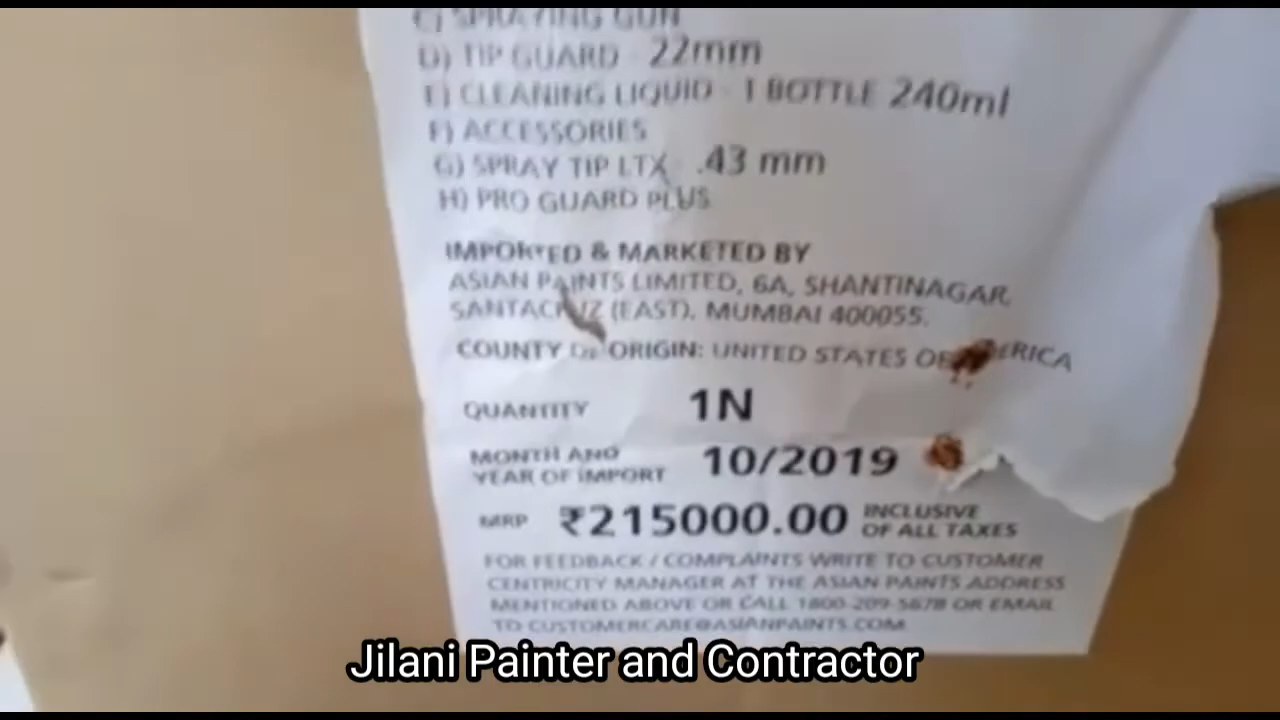 C) SPRAYING GUN
D) TIP GUARD - 22mm
E) CLEANING LIQUID - 1 BOTTLE 240ml
F) ACCESSORIES
G) SPRAY TIP LTX - .43 mm
H) PRO GUARD PLUS
IMPORTED & MARKETED BY
ASIAN PAINTS LIMITED, 6A, SHANTINAGAR,
SANTACRUZ (EAST), MUMBAI 400055.
COUNTY OF ORIGIN: UNITED STATES OF AMERICA
QUANTITY 1N
MONTH AND
YEAR OF IMPORT 10/2019
MRP ₹215000.00 INCLUSIVE
OF ALL TAXES
FOR FEEDBACK / COMPLAINTS WRITE TO CUSTOMER
CENTRICITY MANAGER AT THE ASIAN PAINTS ADDRESS
MENTIONED ABOVE OR CALL 1800-209-5678 OR EMAIL
TO CUSTOMERCARE@ASIANPAINTS.COM
Jilani Painter and Contractor